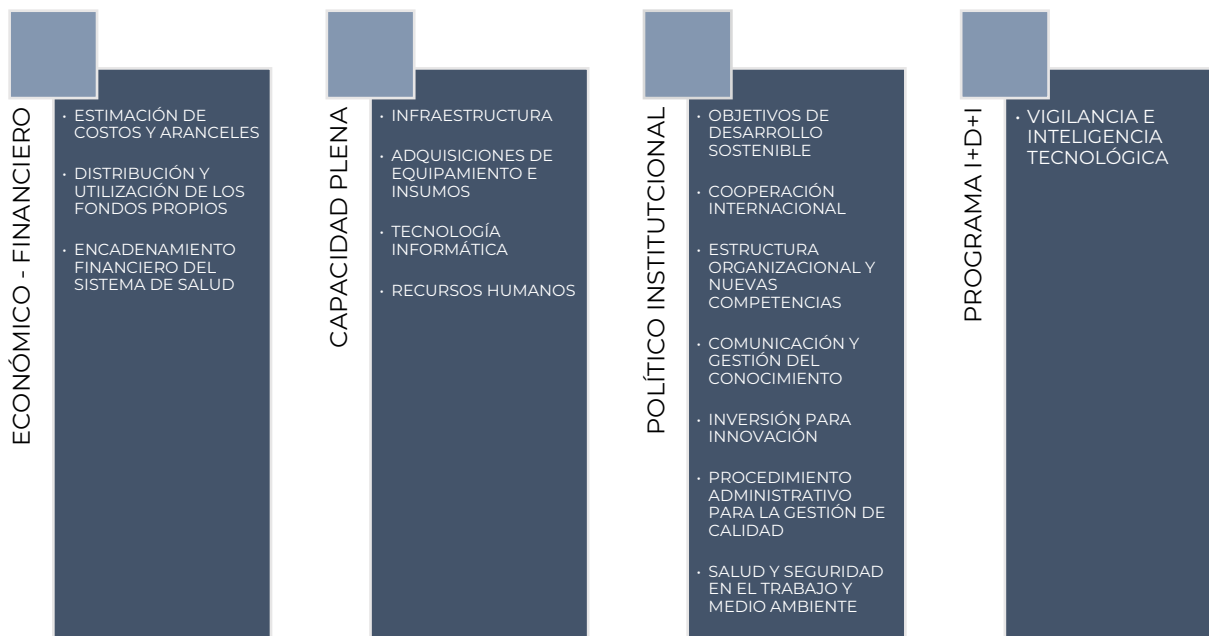 ECONÓMICO - FINANCIERO
• ESTIMACIÓN DE
COSTOS Y ARANCELES
• DISTRIBUCIÓN Y
UTILIZACIÓN DE LOS
FONDOS PROPIOS
• ENCADENAMIENTO
FINANCIERO DEL
SISTEMA DE SALUD
CAPACIDAD PLENA
• INFRAESTRUCTURA
• ADQUISICIONES DE
EQUIPAMIENTO E
INSUMOS
• TECNOLOGÍA
INFORMÁTICA
• RECURSOS HUMANOS
POLÍTICO INSTITUTCIONAL
• OBJETIVOS DE
DESARROLLO
SOSTENIBLE
• COOPERACIÓN
INTERNACIONAL
• ESTRUCTURA
ORGANIZACIONAL Y
NUEVAS
COMPETENCIAS
• COMUNICACIÓN Y
GESTIÓN DEL
CONOCIMIENTO
• INVERSIÓN PARA
INNOVACIÓN
• PROCEDIMIENTO
ADMINISTRATIVO
PARA LA GESTIÓN DE
CALIDAD
• SALUD Y SEGURIDAD
EN EL TRABAJO Y
MEDIO AMBIENTE
PROGRAMA I+D+I
• VIGILANCIA E
INTELIGENCIA
TECNOLÓGICA